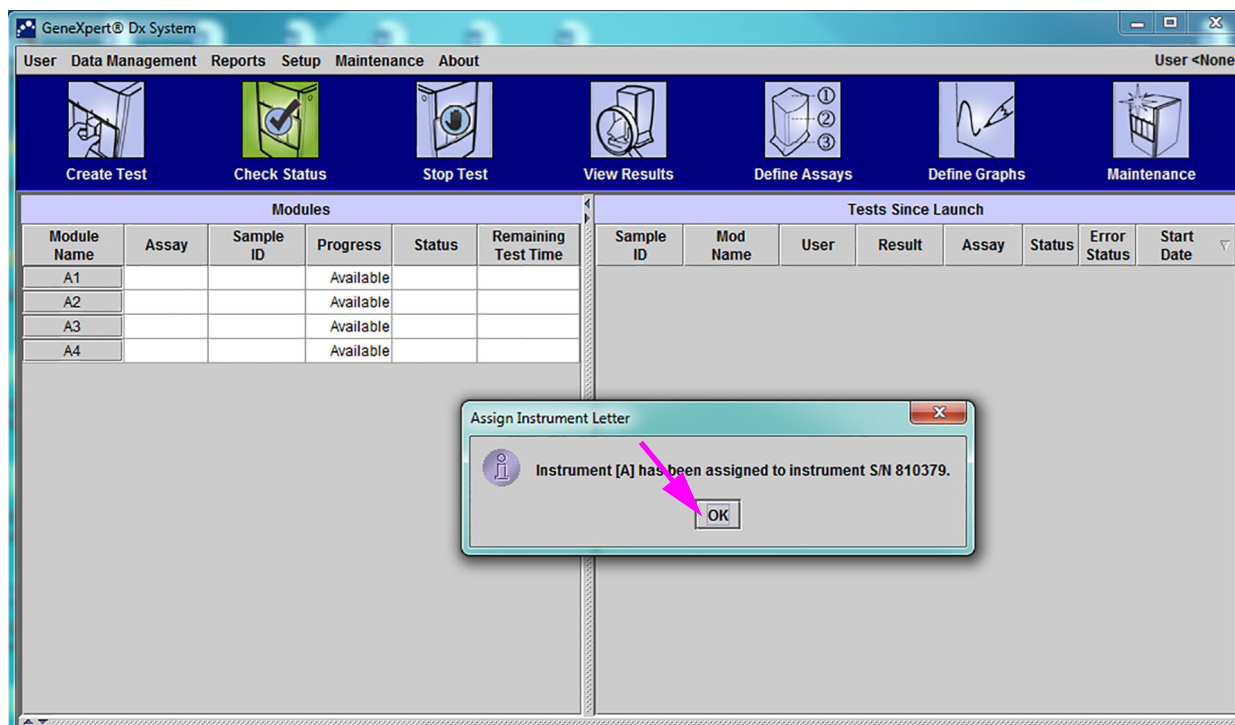 GeneXpert® Dx System
User Data Management Reports Setup Maintenance About User <None
Create Test Check Status Stop Test View Results Define Assays Define Graphs Maintenance
①
②
③
Modules
Module Name Assay Sample ID Progress Status Remaining Test Time
A1 Available
A2 Available
A3 Available
A4 Available
Tests Since Launch
Sample ID Mod Name User Result Assay Status Error Status Start Date
Assign Instrument Letter
Instrument [A] has been assigned to instrument S/N 810379.
OK